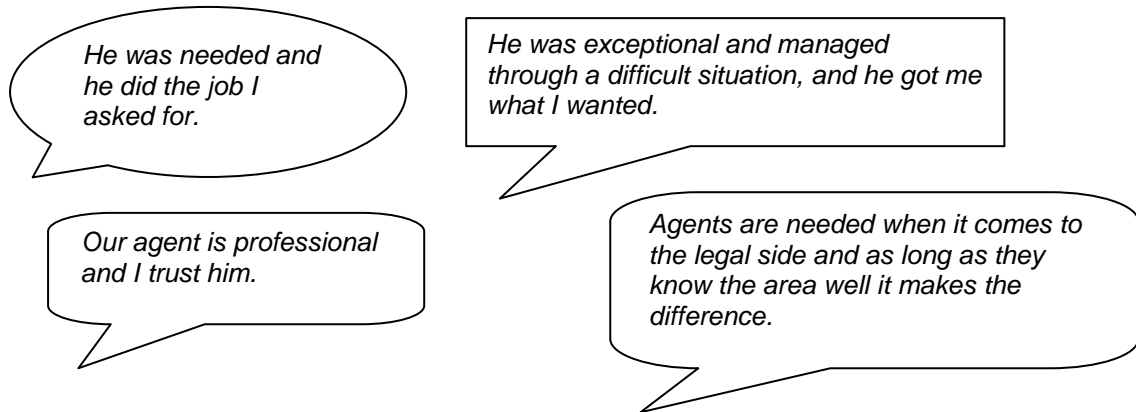 He was needed and
he did the job I
asked for.
He was exceptional and managed
through a difficult situation, and he got me
what I wanted.
Our agent is professional
and I trust him.
Agents are needed when it comes to
the legal side and as long as they
know the area well it makes the
difference.